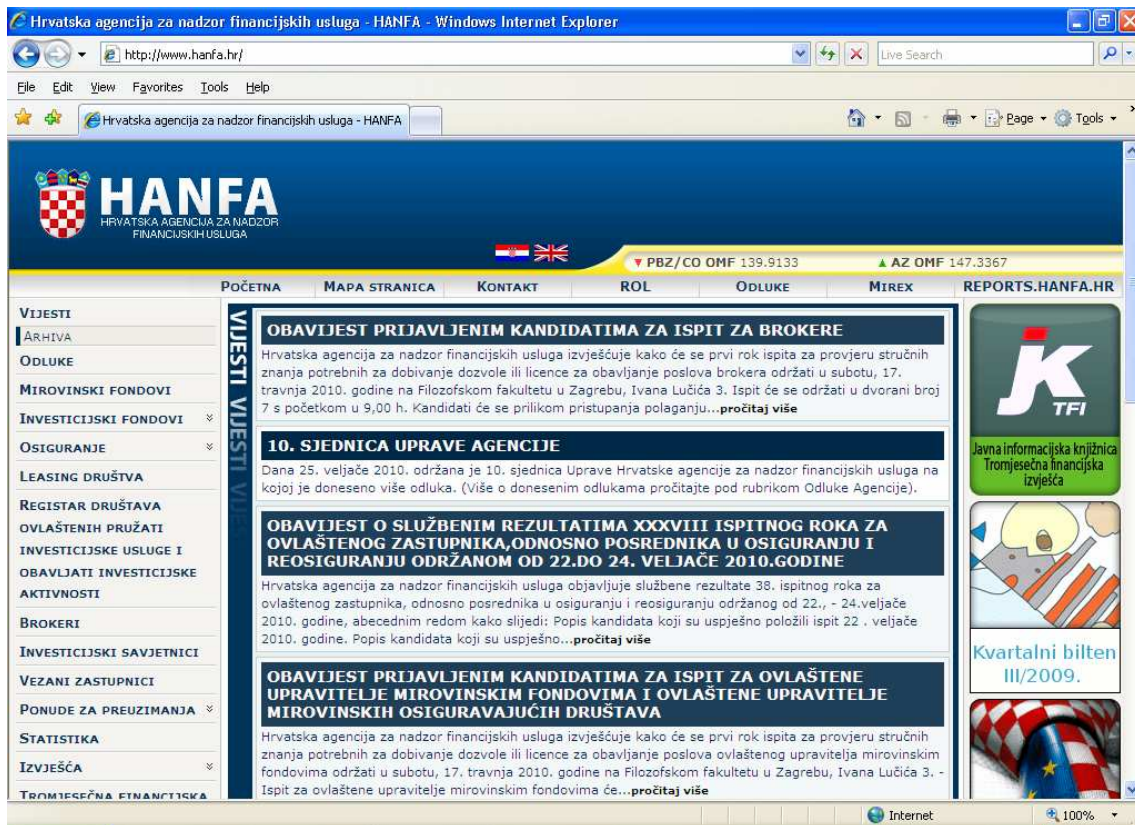 Hrvatska agencija za nadzor financijskih usluga - HANFA - Windows Internet Explorer
http://www.hanfa.hr/
Live Search
File Edit View Favorites Tools Help
Hrvatska agencija za nadzor financijskih usluga - HANFA
Page Tools
HANFA
HRVATSKA AGENCIJA ZA NADZOR
FINANCIJSKIH USLUGA
PBZ/CO OMF 139.9133 AZ OMF 147.3367
POČETNA MAPA STRANICA KONTAKT ROL ODLUKE MIREX REPORTS.HANFA.HR
VIJESTI
ARHIVA
ODLUKE
MIROVINSKI FONDOVI
INVESTICIJSKI FONDOVI
OSIGURANJE
LEASING DRUŠTVA
REGISTAR DRUŠTAVA
OVLAŠTENIH PRUŽATI
INVESTICIJSKE USLUGE I
OBAVLJATI INVESTICIJSKE
AKTIVNOSTI
BROKERI
INVESTICIJSKI SAVJETNICI
VEZANI ZASTUPNICI
PONUDE ZA PREUZIMANJA
STATISTIKA
IZVJEŠĆA
TROMJESEČNA FINANCIJSKA
VIJESTI VIJESTI VIJES
OBAVIJEST PRIJAVLJENIM KANDIDATIMA ZA ISPIT ZA BROKERE
Hrvatska agencija za nadzor financijskih usluga izvješćuje kako će se prvi rok ispita za provjeru stručnih
znanja potrebnih za dobivanje dozvole ili licence za obavljanje poslova brokera održati u subotu, 17.
travnja 2010. godine na Filozofskom fakultetu u Zagrebu, Ivana Lučića 3. Ispit će se održati u dvorani broj
7 s početkom u 9,00 h. Kandidati će se prilikom pristupanja polaganju...pročitaj više
10. SJEDNICA UPRAVE AGENCIJE
Dana 25. veljače 2010. održana je 10. sjednica Uprave Hrvatske agencije za nadzor financijskih usluga na
kojoj je doneseno više odluka. (Više o donesenim odlukama pročitajte pod rubrikom Odluke Agencije).
OBAVIJEST O SLUŽBENIM REZULTATIMA XXXVIII ISPITNOG ROKA ZA
OVLAŠTENOG ZASTUPNIKA,ODNOSNO POSREDNIKA U OSIGURANJU I
REOSIGURANJU ODRŽANOM OD 22.DO 24. VELJAČE 2010.GODINE
Hrvatska agencija za nadzor financijskih usluga objavljuje službene rezultate 38. ispitnog roka za
ovlaštenog zastupnika, odnosno posrednika u osiguranju i reosiguranju održanog od 22., - 24.veljače
2010. godine, abecednim redom kako slijedi: Popis kandidata koji su uspješno položili ispit 22 . veljače
2010. godine. Popis kandidata koji su uspješno...pročitaj više
OBAVIJEST PRIJAVLJENIM KANDIDATIMA ZA ISPIT ZA OVLAŠTENE
UPRAVITELJE MIROVINSKIM FONDOVIMA I OVLAŠTENE UPRAVITELJE
MIROVINSKIH OSIGURAVAJUĆIH DRUŠTAVA
Hrvatska agencija za nadzor financijskih usluga izvješćuje kako će se prvi rok ispita za provjeru stručnih
znanja potrebnih za dobivanje dozvole ili licence za obavljanje poslova ovlaštenog upravitelja mirovinskim
fondovima održati u subotu, 17. travnja 2010. godine na Filozofskom fakultetu u Zagrebu, Ivana Lučića 3. -
Ispit za ovlaštene upravitelje mirovinskim fondovima će...pročitaj više
JK
TFI
Javna informacijska knjižnica
Tromjesečna financijska
izvješća
Kvartalni bilten
III/2009.
Internet 100%